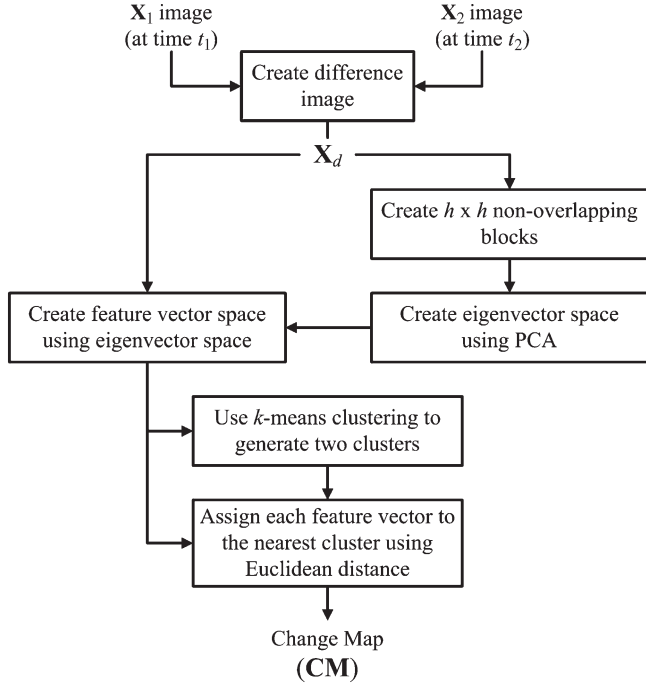 X₁ image
(at time t₁)
X₂ image
(at time t₂)
Create difference
image
X_d
Create h x h non-overlapping
blocks
Create feature vector space
using eigenvector space
Create eigenvector space
using PCA
Use k-means clustering to
generate two clusters
Assign each feature vector to
the nearest cluster using
Euclidean distance
Change Map
(CM)